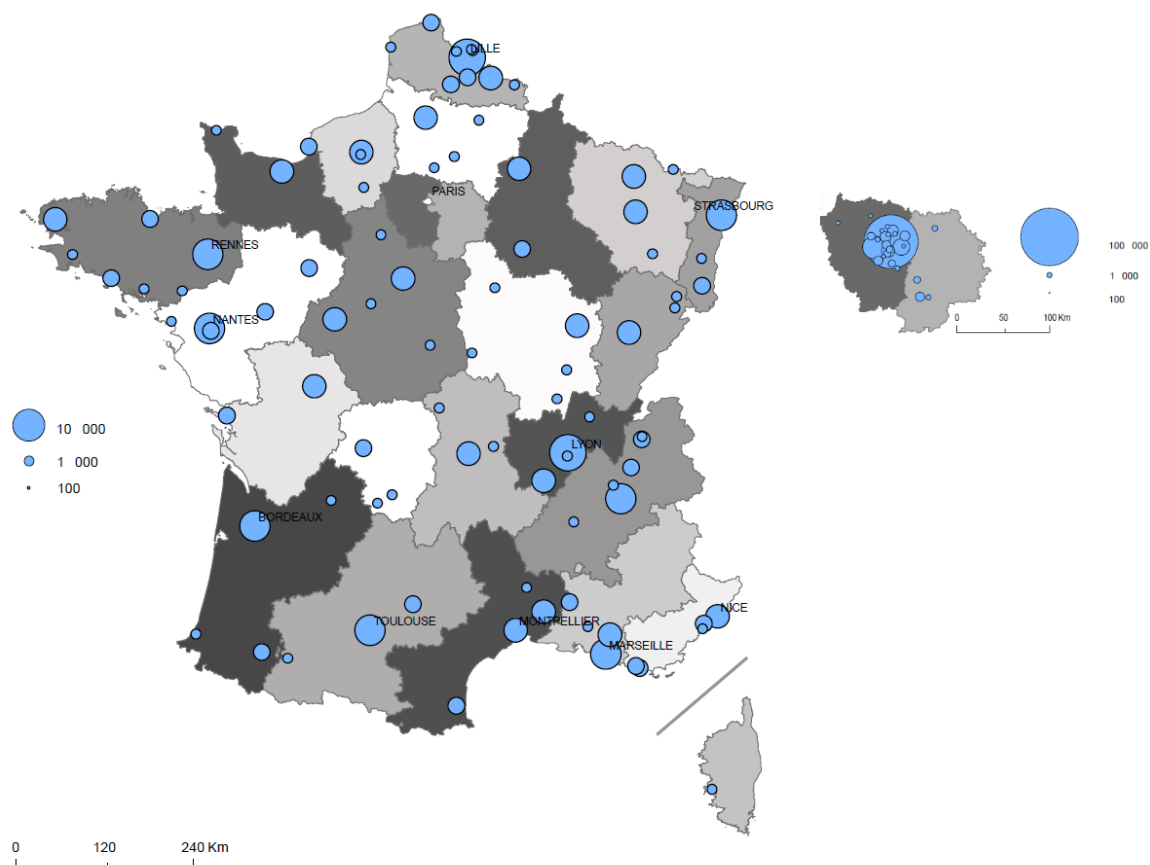 LILLE
PARIS
STRASBOURG
RENNES
NANTES
LYON
BORDEAUX
TOULOUSE
MONTPELLIER
NICE
MARSEILLE
10 000
1 000
100
0 120 240 Km
100 000
1 000
100
0 50 100 Km